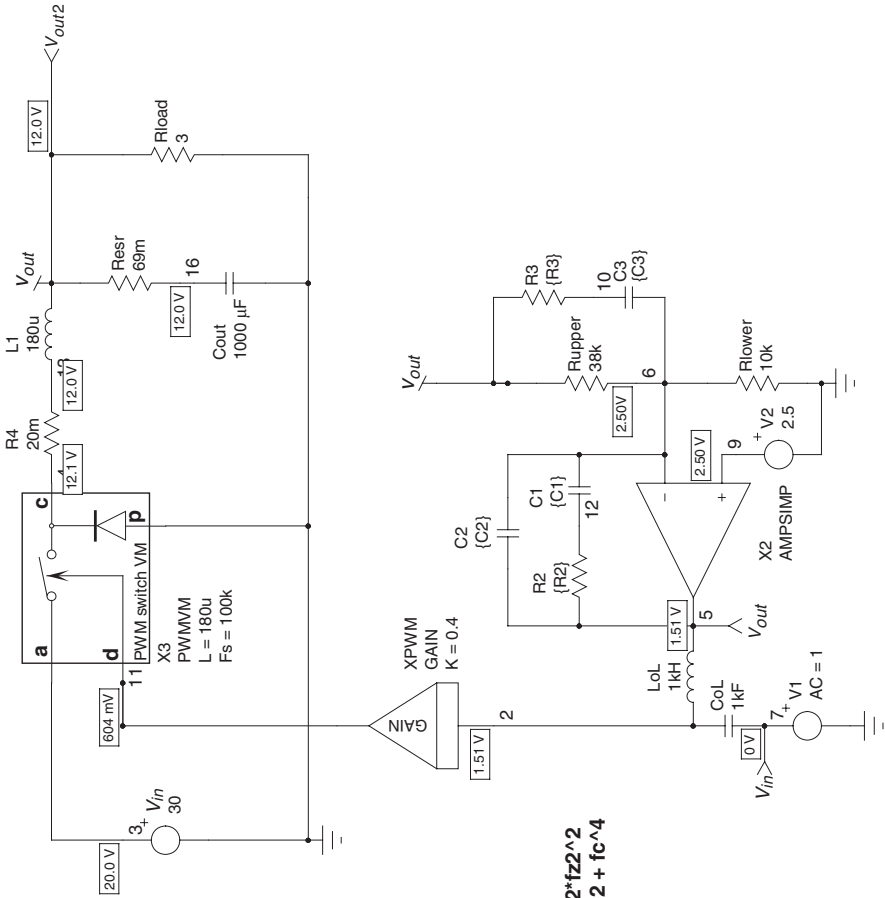 Vout2
12.0 V
Rload
3
Vout
Resr
69m
16
12.0 V
Cout
1000 µF
L1
180u
12.0 V
R4
20m
12.1 V
c
p
a
d
PWM switch VM
X3
PWMVM
L = 180u
Fs = 100k
11
604 mV
3
+
Vin
30
20.0 V
XPWM
GAIN
K = 0.4
GAIN
1.51 V
2
Vout
R3
{R3}
10
C3
{C3}
Rupper
38k
6
2.50V
Rlower
10k
C2
{C2}
C1
{C1}
12
R2
{R2}
2.50 V
9
+
V2
2.5
−
+
X2
AMPSIMP
1.51 V
5
Vout
LoL
1kH
CoL
1kF
7
+
V1
AC = 1
0 V
Vin
2*fz2^2
2 + fc^4